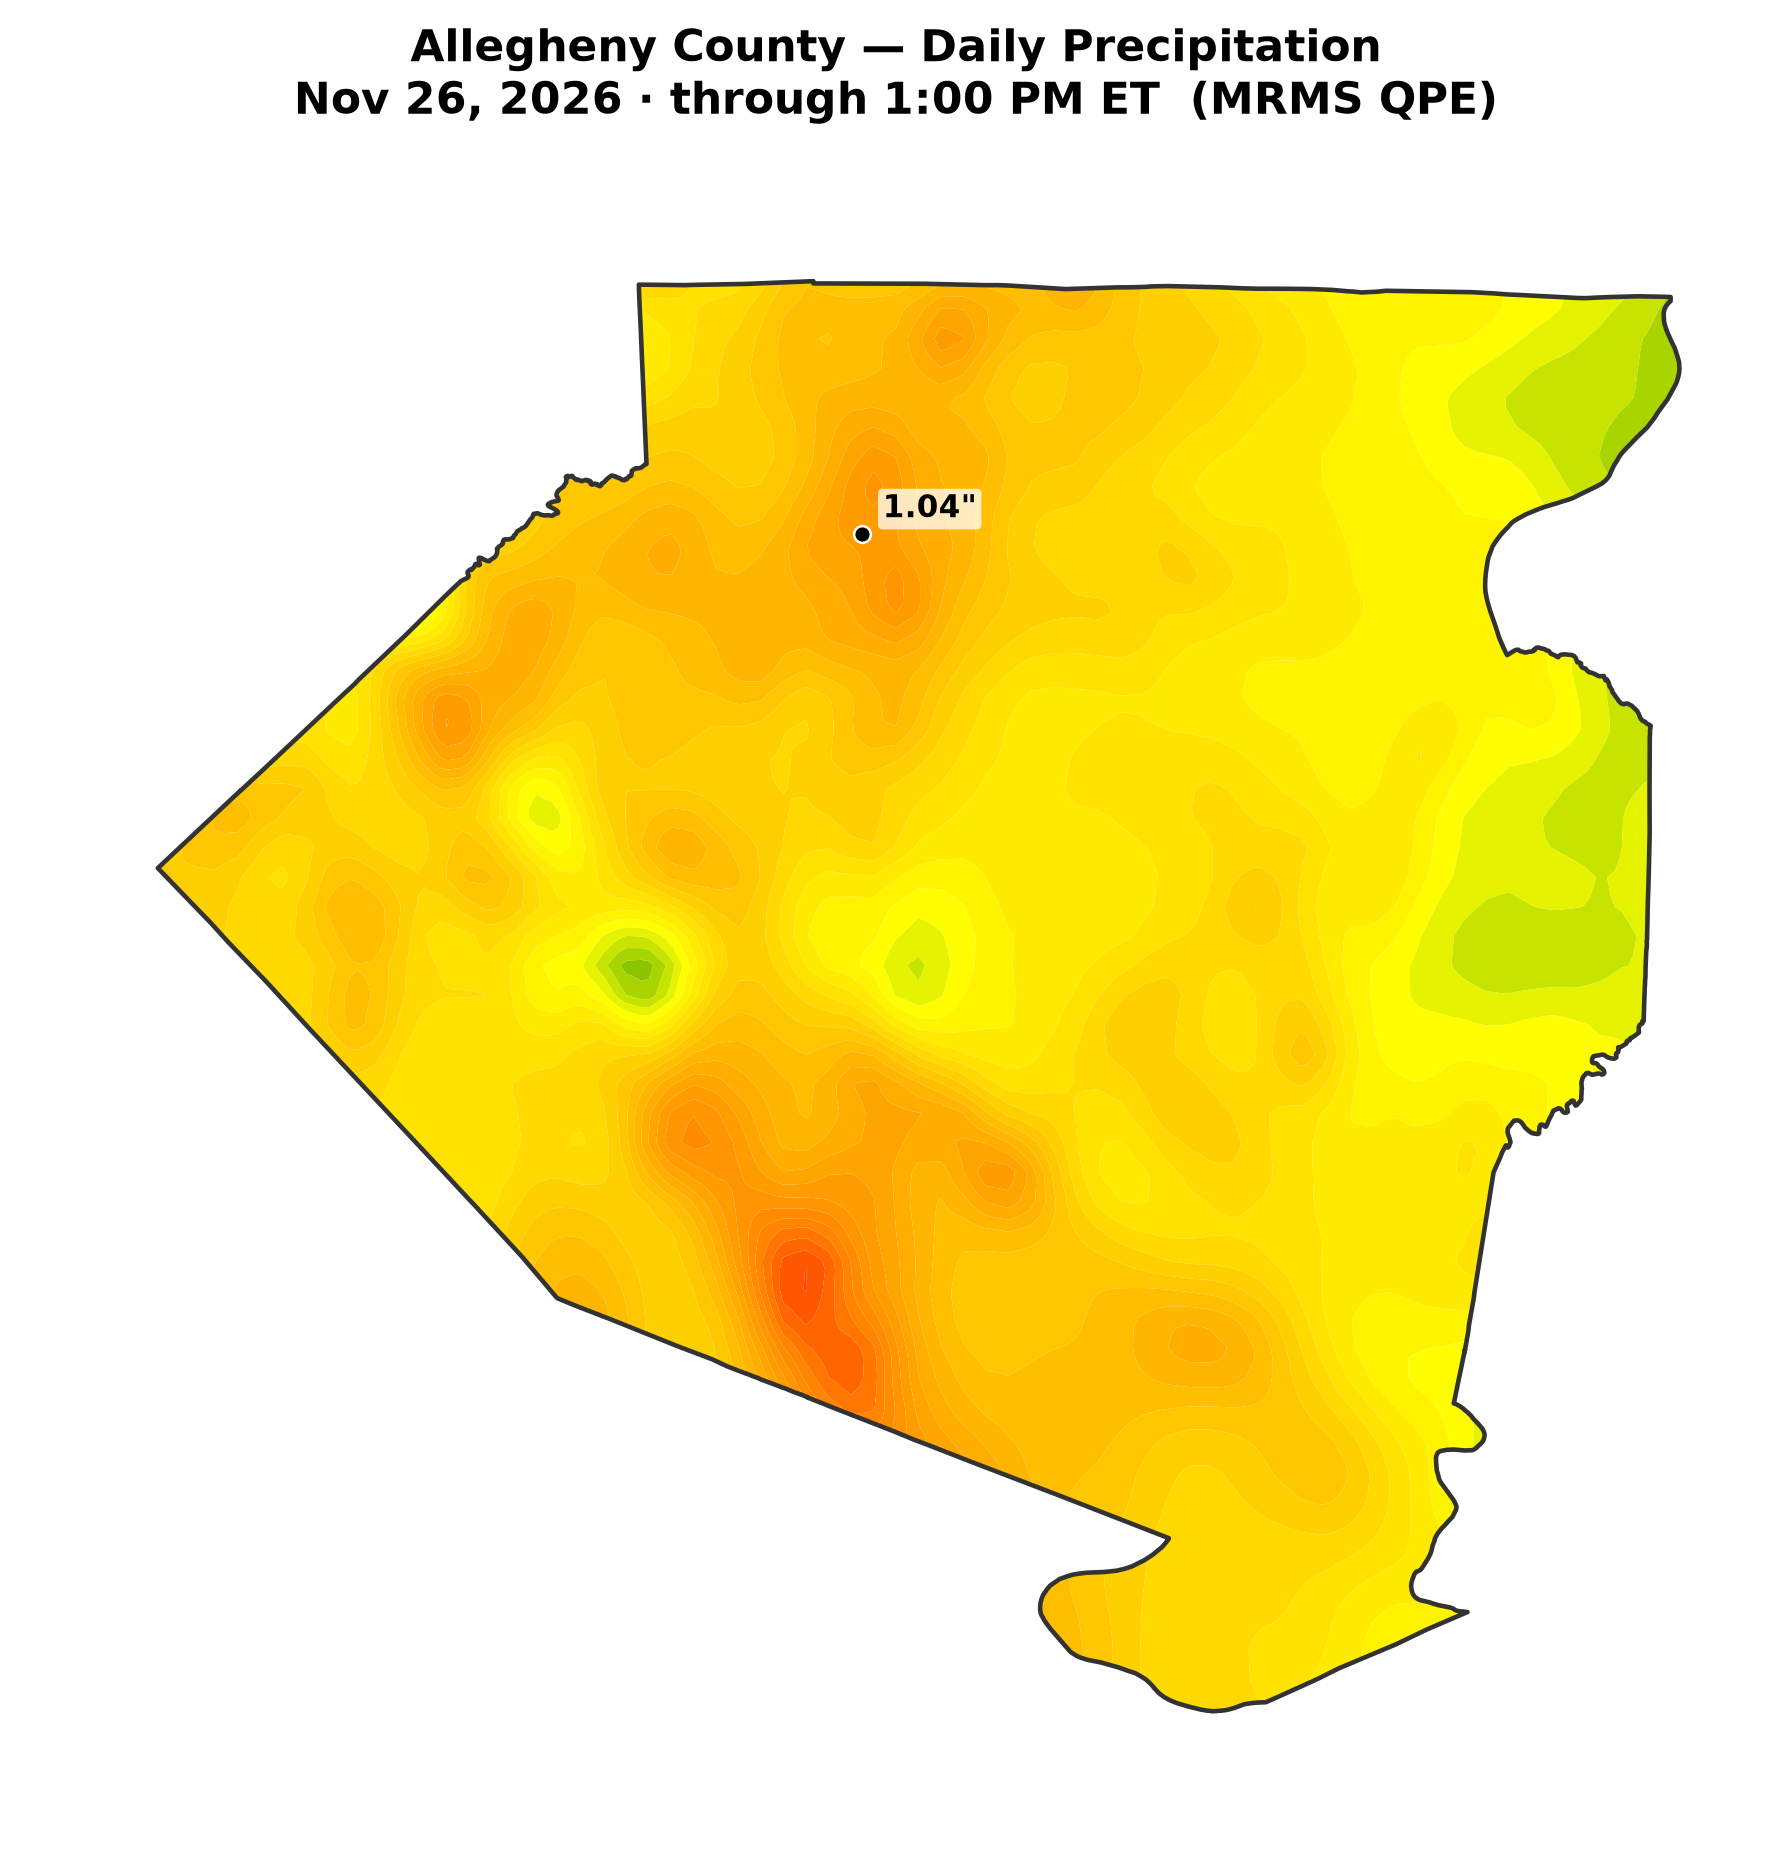 Allegheny County — Daily Precipitation
Nov 26, 2026 · through 1:00 PM ET (MRMS QPE)
1.04"